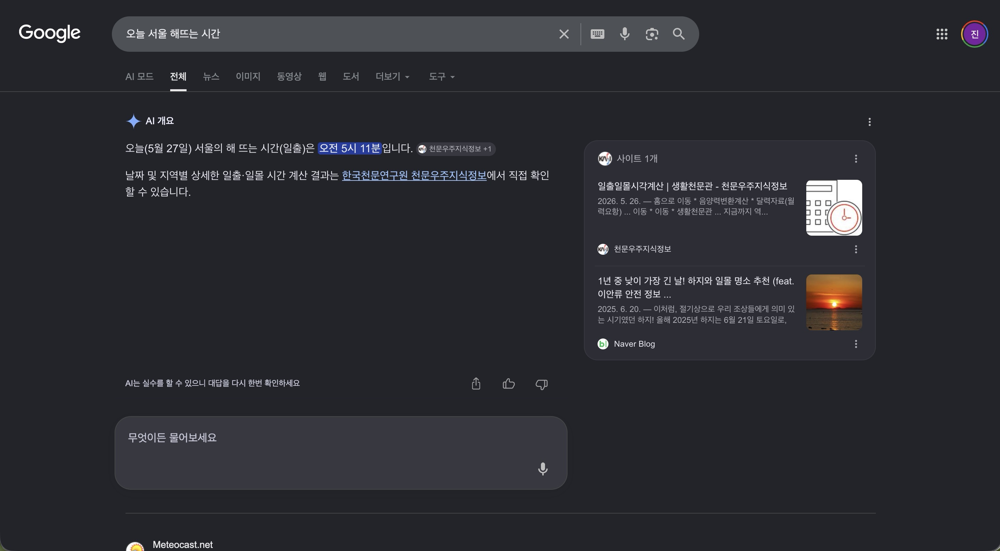 Google
오늘 서울 해뜨는 시간
진
AI 모드 전체 뉴스 이미지 동영상 웹 도서 더보기 도구
AI 개요
오늘(5월 27일) 서울의 해 뜨는 시간(일출)은 오전 5시 11분입니다. 천문우주지식정보 +1
날짜 및 지역별 상세한 일출·일몰 시간 계산 결과는 한국천문연구원 천문우주지식정보에서 직접 확인
할 수 있습니다.
사이트 1개
일출일몰시각계산 | 생활천문관 - 천문우주지식정보
2026. 5. 26. — 홈으로 이동 * 음양력변환계산 * 달력자료(월
력요항) ... 이동 * 이동 * 생활천문관 ... 지금까지 역...
천문우주지식정보
1년 중 낮이 가장 긴 날! 하지와 일몰 명소 추천 (feat.
이안류 안전 정보 ...
2025. 6. 20. — 이처럼, 절기상으로 우리 조상들에게 의미 있
는 시기였던 하지! 올해 2025년 하지는 6월 21일 토요일로,
Naver Blog
AI는 실수를 할 수 있으니 대답을 다시 한번 확인하세요
무엇이든 물어보세요
Meteocast.net